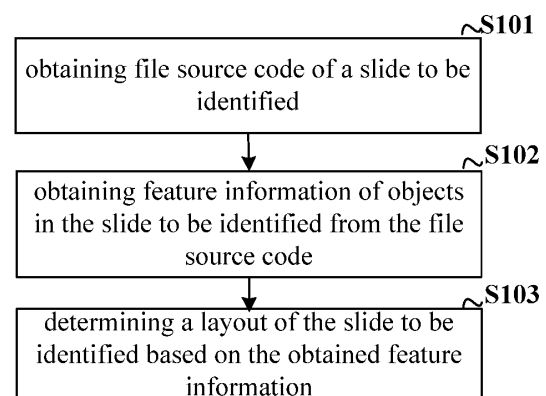 S101
obtaining file source code of a slide to be
identified
S102
obtaining feature information of objects
in the slide to be identified from the file
source code
S103
determining a layout of the slide to be
identified based on the obtained feature
information